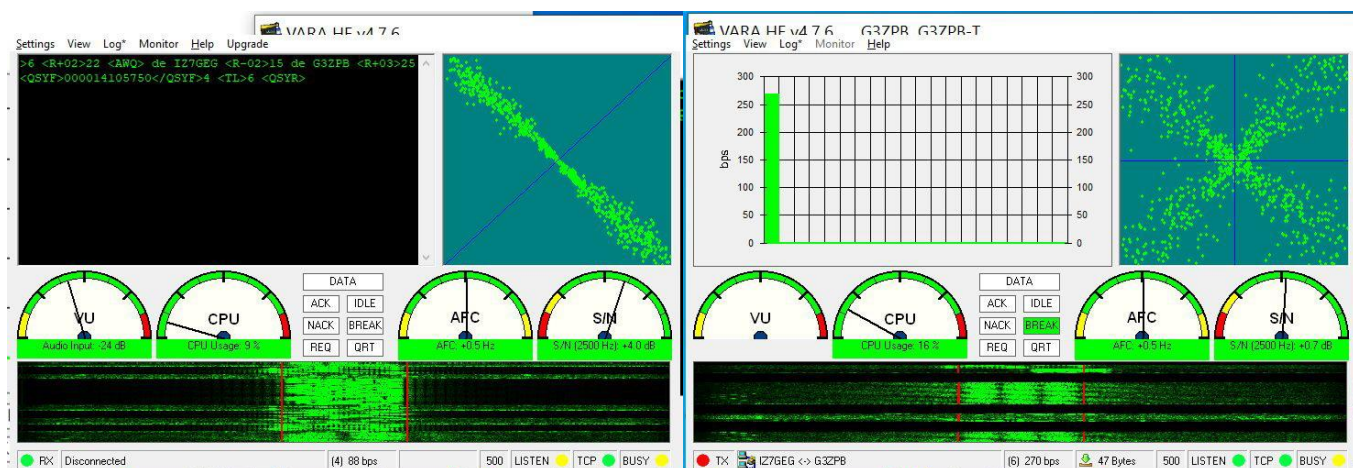 VARA HF v4.7.6
Settings View Log* Monitor Help Upgrade
>6 <R+02>22 <AWQ> de IZ7GEG <R-02>15 de G3ZPB <R+03>25
<QSYF>000014105750</QSYF>4 <TL>6 <QSYR>
DATA
ACK IDLE
NACK BREAK
REQ QRT
VU
Audio Input: -24 dB
CPU
CPU Usage: 9 %
AFC
AFC: +0.5 Hz
S/N
S/N (2500 Hz): +4.0 dB
RX Disconnected (4) 88 bps 500 LISTEN TCP BUSY
VARA HF v4.7.6 G3ZPB G3ZPB-T
Settings View Log* Monitor Help
bps
300 300
250 250
200 200
150 150
100 100
50 50
0 0
DATA
ACK IDLE
NACK BREAK
REQ QRT
VU
CPU
CPU Usage: 16 %
AFC
AFC: +0.5 Hz
S/N
S/N (2500 Hz): +0.7 dB
TX IZ7GEG <-> G3ZPB (6) 270 bps 47 Bytes 500 LISTEN TCP BUSY